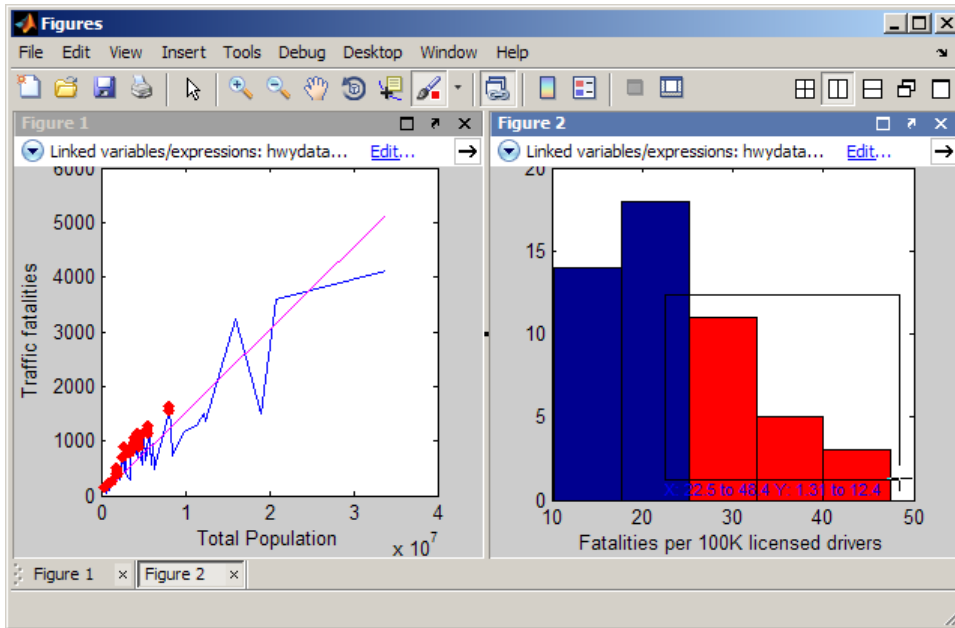 Figures
File Edit View Insert Tools Debug Desktop Window Help
Figure 1
Linked variables/expressions: hwydata... Edit...
6000
5000
4000
3000
2000
1000
0
Traffic fatalities
0 1 2 3 4
Total Population
x 10^7
Figure 2
Linked variables/expressions: hwydata... Edit...
20
15
10
5
0
X: 22.5 to 48.4 Y: 1.31 to 12.4
10 20 30 40 50
Fatalities per 100K licensed drivers
Figure 1 × Figure 2 ×